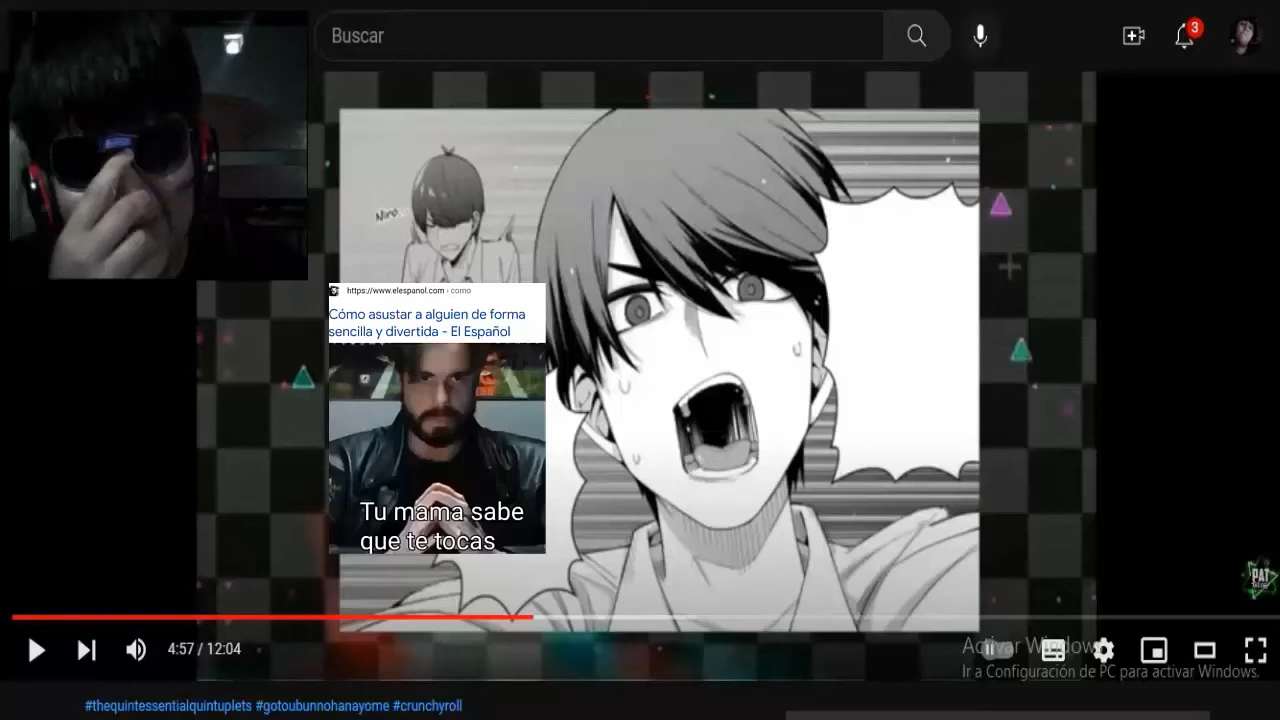 Buscar
3
Nino...
https://www.elespanol.com › como
Cómo asustar a alguien de forma
sencilla y divertida - El Español
Tu mama sabe
que te tocas
PAT
4:57 / 12:04
Activar Windows
Ir a Configuración de PC para activar Windows.
#thequintessentialquintuplets #gotoubunnohanayome #crunchyroll